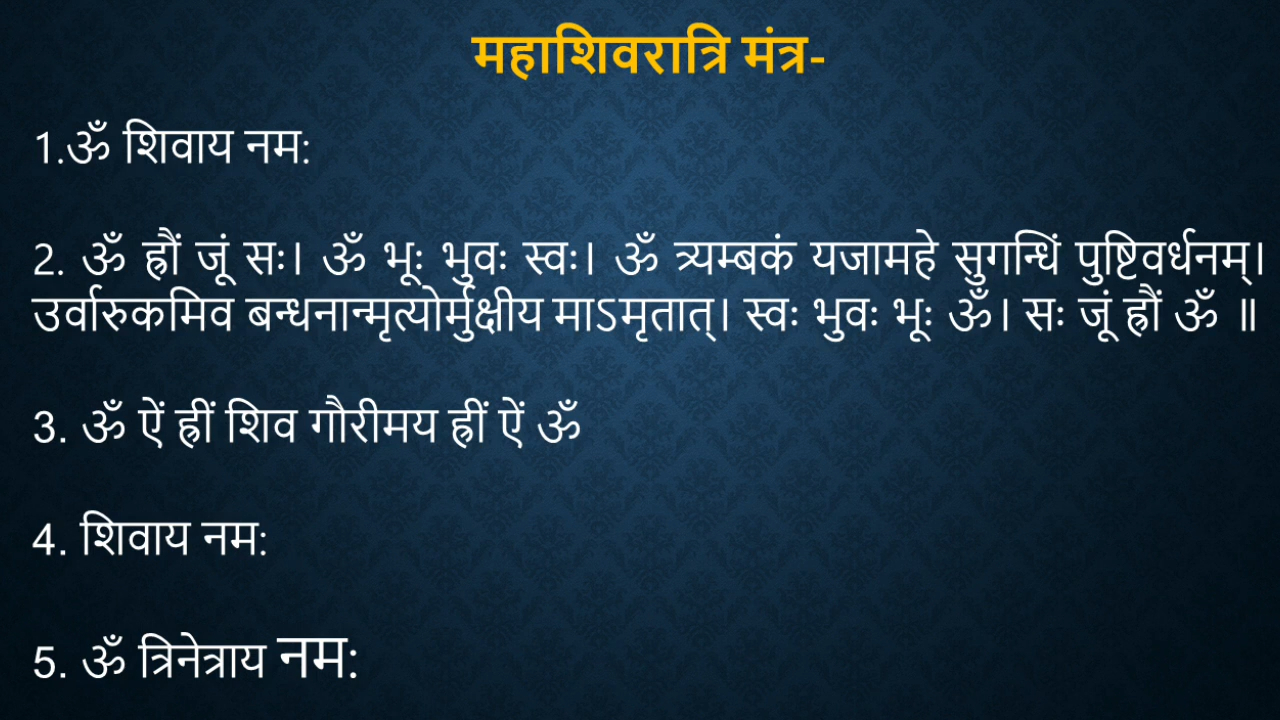 महाशिवरात्रि मंत्र-
1.ॐ शिवाय नम:
2. ॐ ह्रौं जूं सः। ॐ भूः भुवः स्वः। ॐ त्र्यम्बकं यजामहे सुगन्धिं पुष्टिवर्धनम्।
उर्वारुकमिव बन्धनान्मृत्योर्मुक्षीय माऽमृतात्। स्वः भुवः भूः ॐ। सः जूं ह्रौं ॐ ॥
3. ॐ ऐं ह्रीं शिव गौरीमय ह्रीं ऐं ॐ
4. शिवाय नम:
5. ॐ त्रिनेत्राय नम: